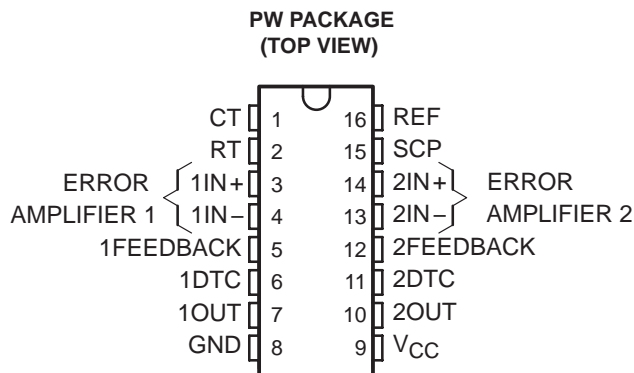 PW PACKAGE
(TOP VIEW)
CT 1 16 REF
RT 2 15 SCP
ERROR AMPLIFIER 1
1IN+ 3 14 2IN+
1IN− 4 13 2IN−
ERROR AMPLIFIER 2
1FEEDBACK 5 12 2FEEDBACK
1DTC 6 11 2DTC
1OUT 7 10 2OUT
GND 8 9 VCC